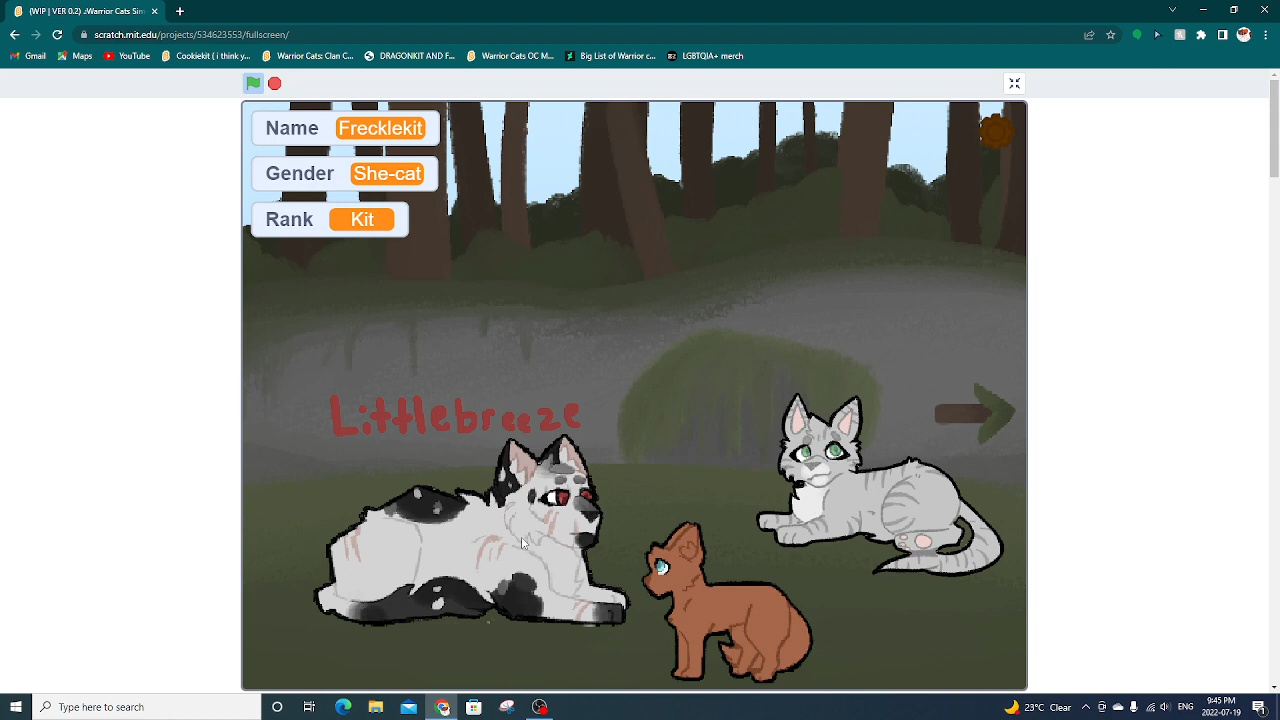 (WIP | VER 0.2) :Warrior Cats Sim
scratch.mit.edu/projects/534623553/fullscreen/
Gmail
Maps
YouTube
Cookiekit ( i think y...
Warrior Cats: Clan C...
DRAGONKIT AND F...
Warrior Cats OC M...
Big List of Warrior c...
LGBTQIA+ merch
Name Frecklekit
Gender She-cat
Rank Kit
Littlebreeze
Type here to search
23°C Clear
ENG
9:45 PM
2022-07-19